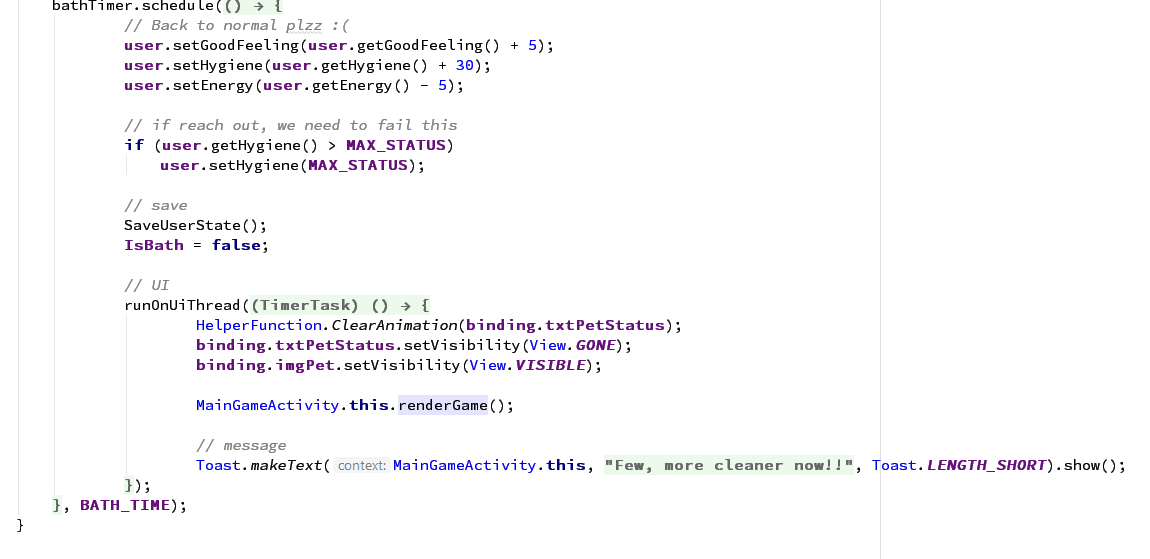 bathTimer.schedule(() → {
// Back to normal plzz :(
user.setGoodFeeling(user.getGoodFeeling() + 5);
user.setHygiene(user.getHygiene() + 30);
user.setEnergy(user.getEnergy() - 5);
// if reach out, we need to fail this
if (user.getHygiene() > MAX_STATUS)
user.setHygiene(MAX_STATUS);
// save
SaveUserState();
IsBath = false;
// UI
runOnUiThread((TimerTask) () → {
HelperFunction.ClearAnimation(binding.txtPetStatus);
binding.txtPetStatus.setVisibility(View.GONE);
binding.imgPet.setVisibility(View.VISIBLE);
MainGameActivity.this.renderGame();
// message
Toast.makeText( context: MainGameActivity.this, "Few, more cleaner now!!", Toast.LENGTH_SHORT).show();
});
}, BATH_TIME);
}